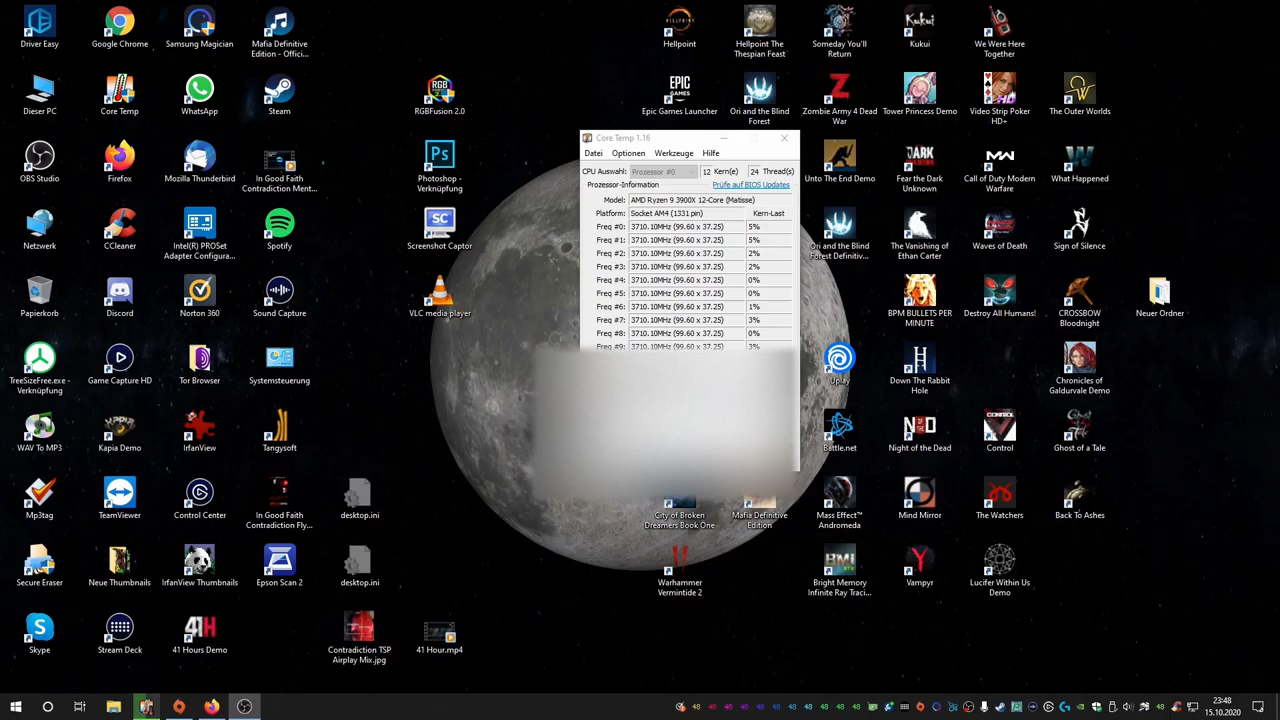 Driver Easy
Google Chrome
Samsung Magician
Mafia Definitive
Edition - Offici...
Hellpoint
Hellpoint The
Thespian Feast
Someday You'll
Return
Kukui
We Were Here
Together
Dieser PC
Core Temp
WhatsApp
Steam
RGBFusion 2.0
Epic Games Launcher
Ori and the Blind
Forest
Zombie Army 4 Dead
War
Tower Princess Demo
Video Strip Poker
HD+
The Outer Worlds
Core Temp 1.16
Datei Optionen Werkzeuge Hilfe
CPU Auswahl: Prozessor #0 12 Kern(e) 24 Thread(s)
Prozessor-Information Prüfe auf BIOS Updates
Model: AMD Ryzen 9 3900X 12-Core (Matisse)
Platform: Socket AM4 (1331 pin) Kern-Last
Freq #0: 3710.10MHz (99.60 x 37.25) 5%
Freq #1: 3710.10MHz (99.60 x 37.25) 5%
Freq #2: 3710.10MHz (99.60 x 37.25) 2%
Freq #3: 3710.10MHz (99.60 x 37.25) 2%
Freq #4: 3710.10MHz (99.60 x 37.25) 0%
Freq #5: 3710.10MHz (99.60 x 37.25) 0%
Freq #6: 3710.10MHz (99.60 x 37.25) 1%
Freq #7: 3710.10MHz (99.60 x 37.25) 3%
Freq #8: 3710.10MHz (99.60 x 37.25) 0%
Freq #9: 3710.10MHz (99.60 x 37.25) 3%
OBS Studio
Firefox
Mozilla Thunderbird
In Good Faith
Contradiction Ment...
Photoshop -
Verknüpfung
Unto The End Demo
Fear the Dark
Unknown
Call of Duty Modern
Warfare
What Happened
Netzwerk
CCleaner
Intel(R) PROSet
Adapter Configura...
Spotify
Screenshot Captor
Ori and the Blind
Forest Definitiv...
The Vanishing of
Ethan Carter
Waves of Death
Sign of Silence
Papierkorb
Discord
Norton 360
Sound Capture
VLC media player
BPM BULLETS PER
MINUTE
Destroy All Humans!
CROSSBOW
Bloodnight
Neuer Ordner
TreeSizeFree.exe -
Verknüpfung
Game Capture HD
Tor Browser
Systemsteuerung
Uplay
Down The Rabbit
Hole
Chronicles of
Galdurvale Demo
WAV To MP3
Kapia Demo
IrfanView
Tangysoft
Battle.net
Night of the Dead
Control
Ghost of a Tale
Mp3tag
TeamViewer
Control Center
In Good Faith
Contradiction Fly...
desktop.ini
City of Broken
Dreamers Book One
Mafia Definitive
Edition
Mass Effect™
Andromeda
Mind Mirror
The Watchers
Back To Ashes
Secure Eraser
Neue Thumbnails
IrfanView Thumbnails
Epson Scan 2
desktop.ini
Warhammer
Vermintide 2
Bright Memory
Infinite Ray Traci...
Vampyr
Lucifer Within Us
Demo
Skype
Stream Deck
41 Hours Demo
Contradiction TSP
Airplay Mix.jpg
41 Hour.mp4
23:48
15.10.2020